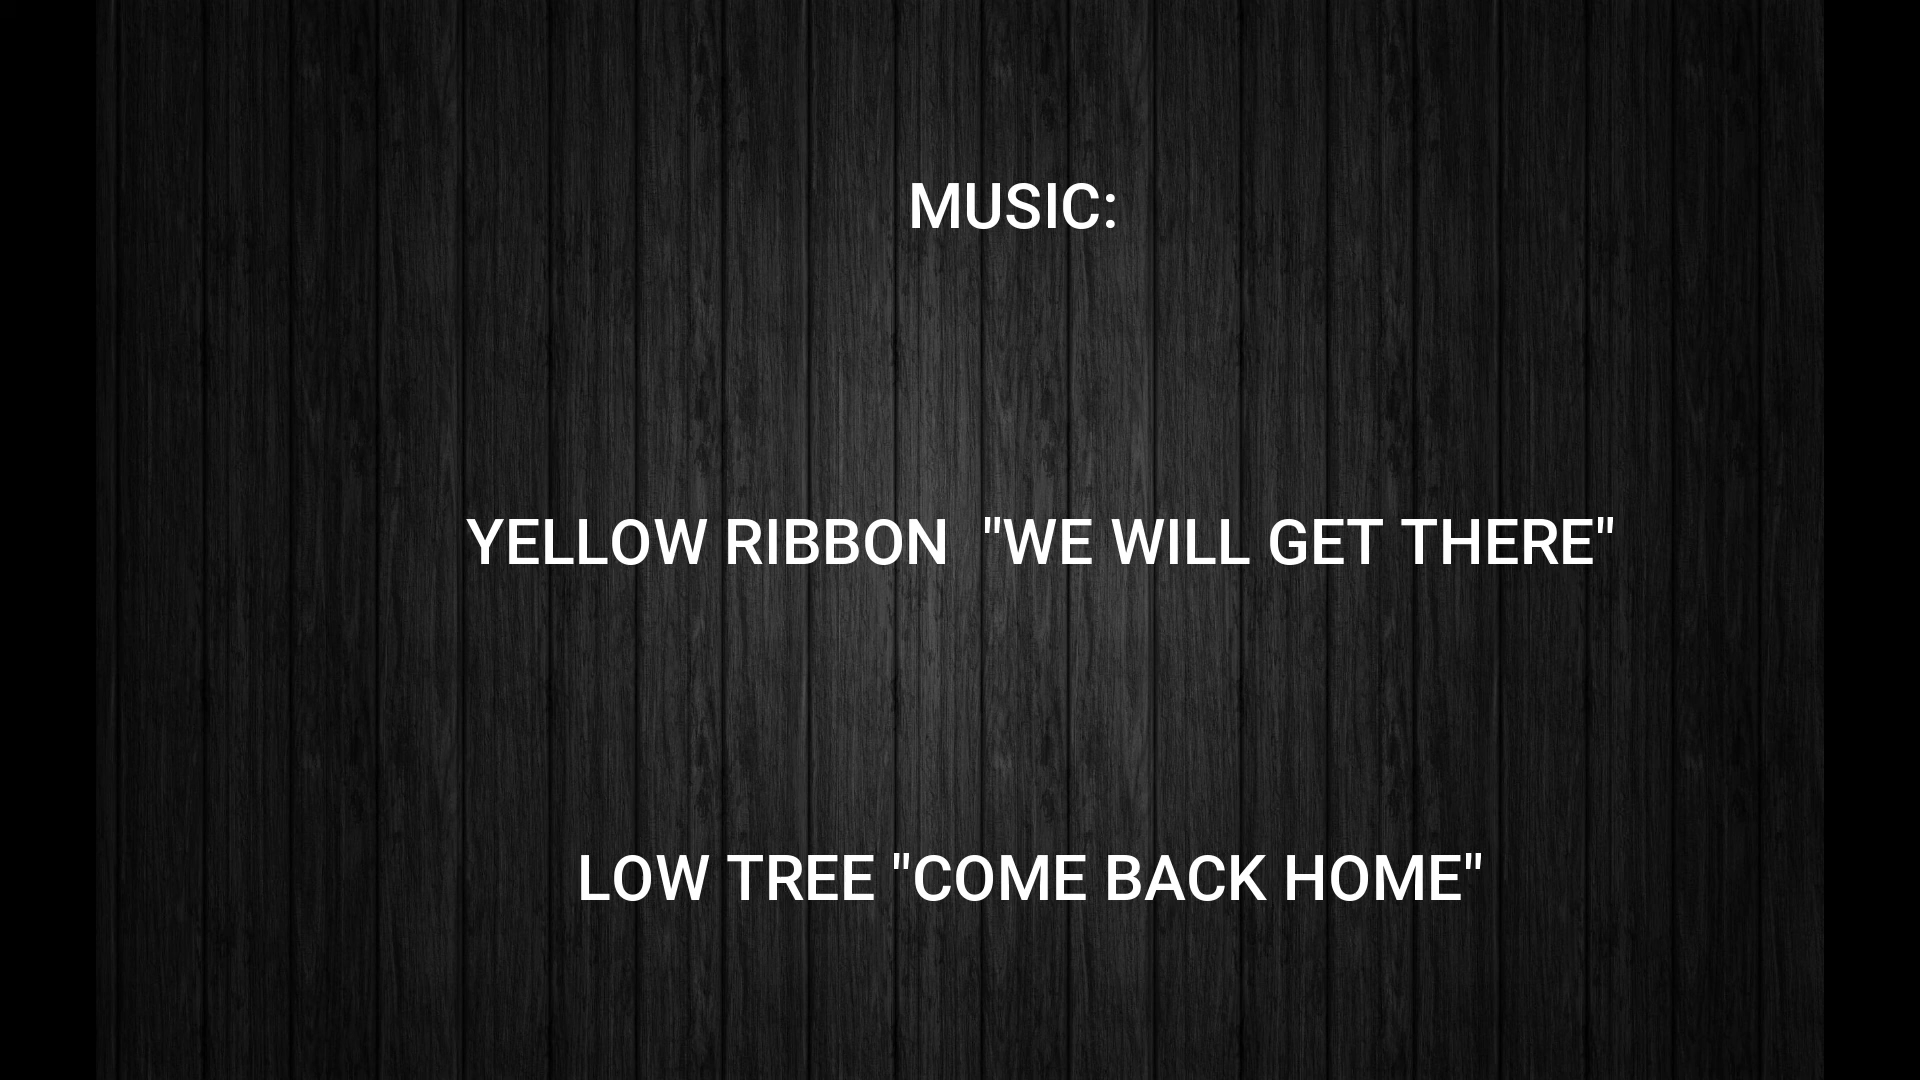 MUSIC:
YELLOW RIBBON  "WE WILL GET THERE"
LOW TREE "COME BACK HOME"